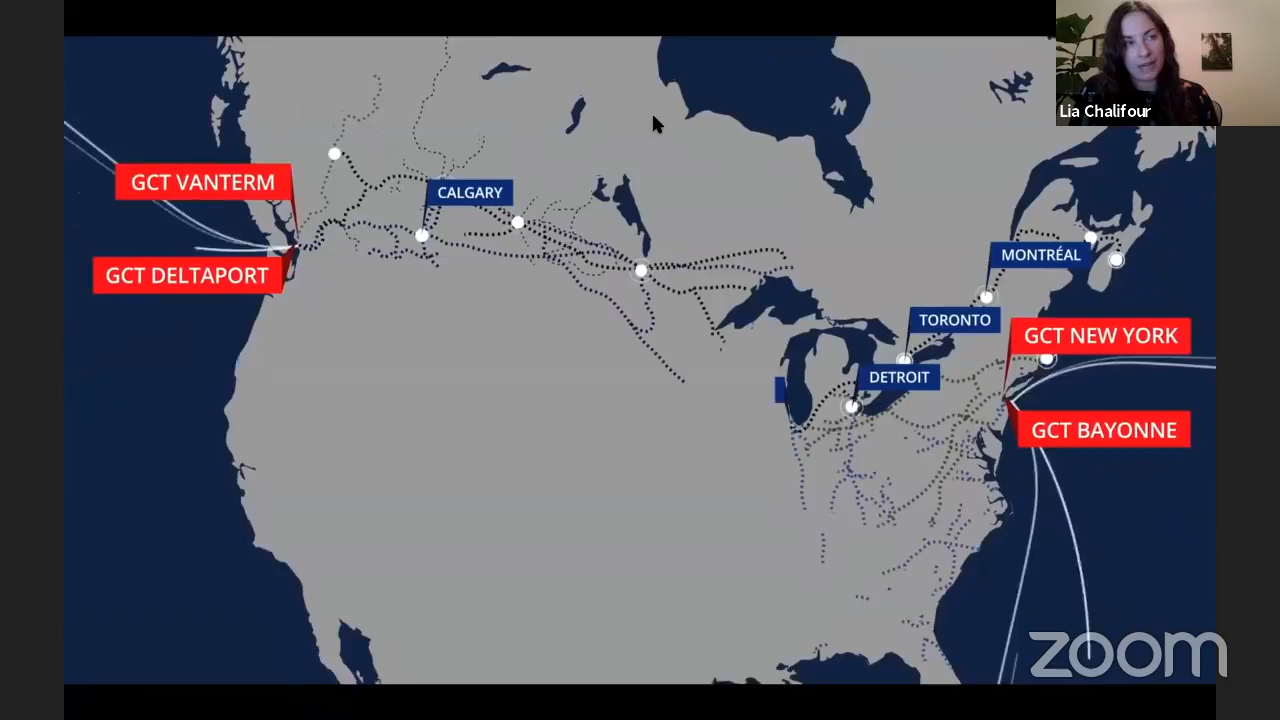 Lia Chalifour
GCT VANTERM
CALGARY
GCT DELTAPORT
MONTRÉAL
TORONTO
GCT NEW YORK
DETROIT
GCT BAYONNE
zoom